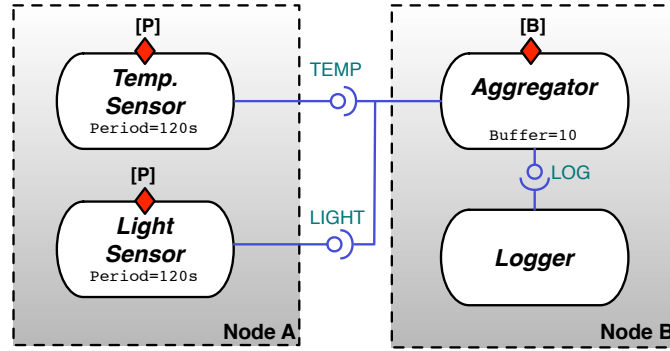 [P]
Temp.
Sensor
Period=120s
TEMP
[B]
Aggregator
Buffer=10
LOG
[P]
Light
Sensor
Period=120s
LIGHT
Logger
Node A
Node B